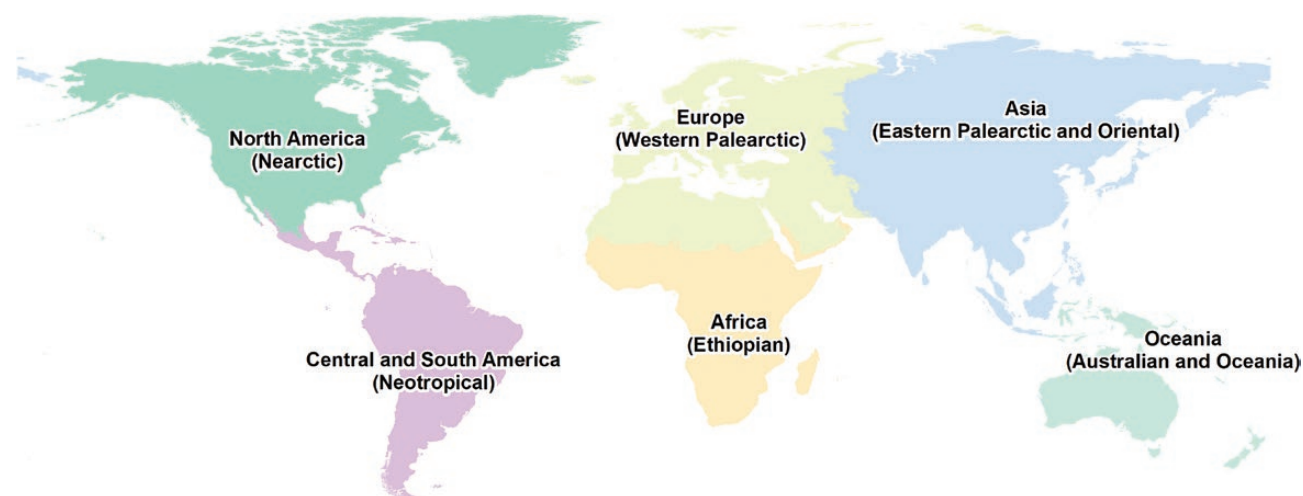 North America
(Nearctic)
Europe
(Western Palearctic)
Asia
(Eastern Palearctic and Oriental)
Central and South America
(Neotropical)
Africa
(Ethiopian)
Oceania
(Australian and Oceania)